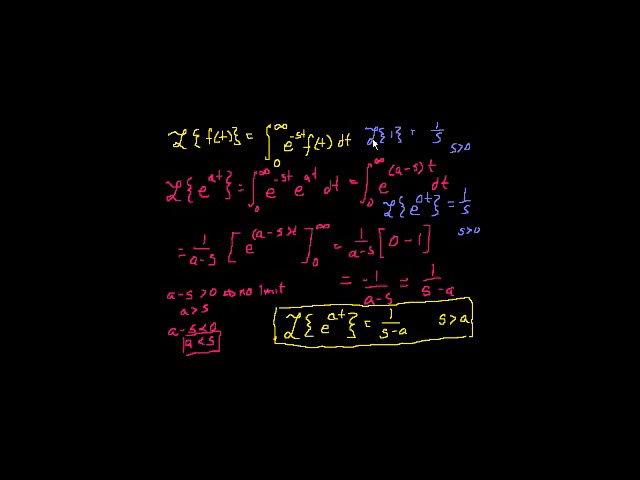 ℒ{f(t)} = ∫₀^∞ e^{-st} f(t) dt
ℒ{1} = 1/s
s>0
ℒ{e^{at}} = ∫₀^∞ e^{-st} e^{at} dt = ∫₀^∞ e^{(a-s)t} dt
ℒ{e^{0t}} = 1/s
s>0
= 1/(a-s) [e^{(a-s)t}]₀^∞ = 1/(a-s) [0-1]
= -1/(a-s) = 1/(s-a)
a-s>0 ⇒ no limit
a>s
a-s<0
a<s
ℒ{e^{at}} = 1/(s-a) s>a